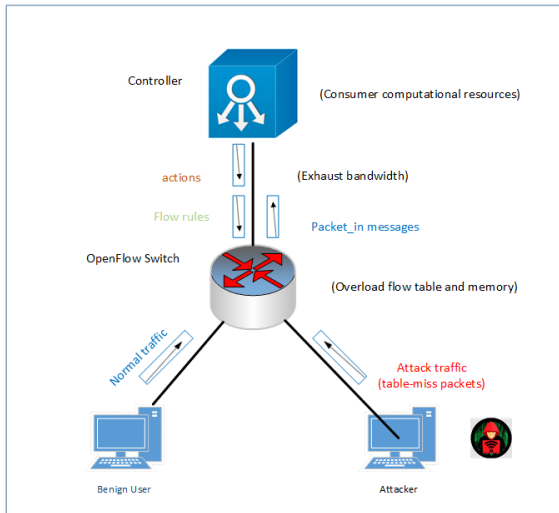 Controller
(Consumer computational resources)
actions
(Exhaust bandwidth)
Flow rules
Packet_in messages
OpenFlow Switch
(Overload flow table and memory)
Normal traffic
Attack traffic
(table-miss packets)
Benign User
Attacker